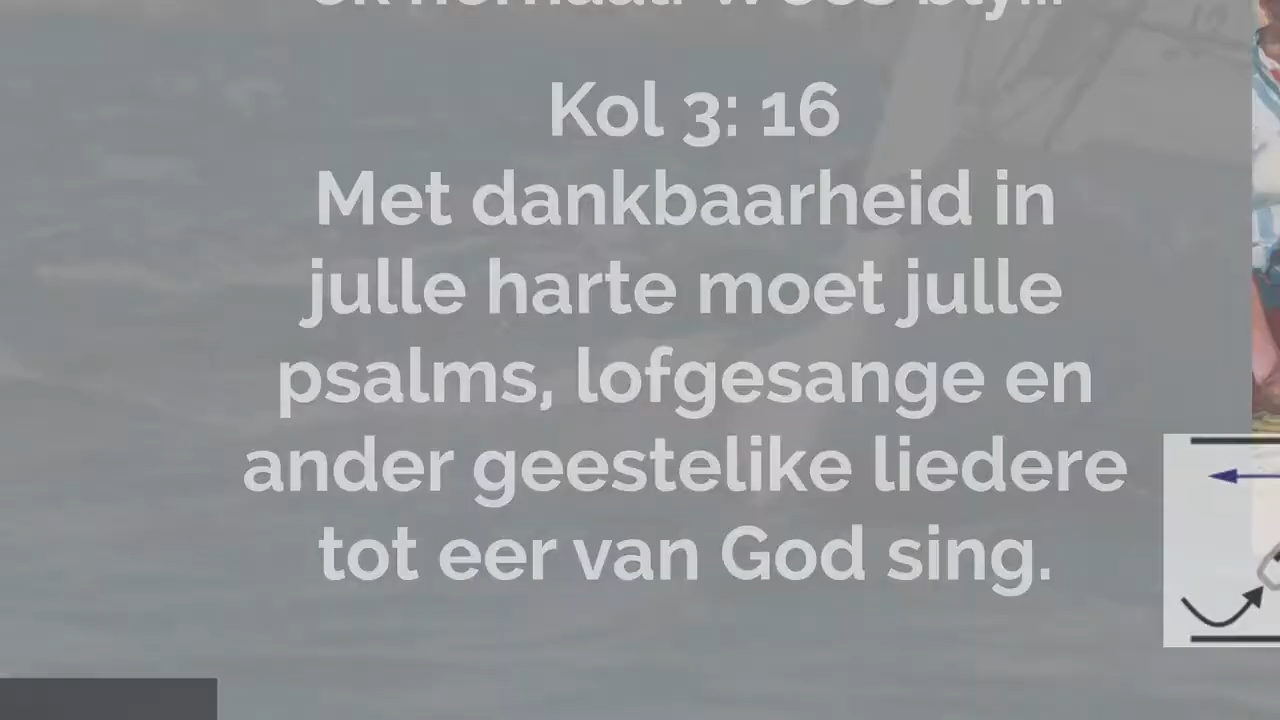 Kol 3: 16
Met dankbaarheid in
julle harte moet julle
psalms, lofgesange en
ander geestelike liedere
tot eer van God sing.